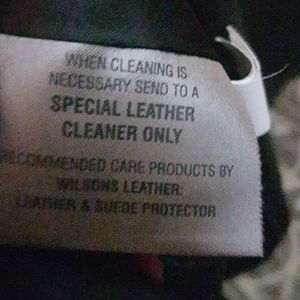 WHEN CLEANING IS
NECESSARY SEND TO A
SPECIAL LEATHER
CLEANER ONLY
RECOMMENDED CARE PRODUCTS BY
WILSONS LEATHER:
LEATHER & SUEDE PROTECTOR